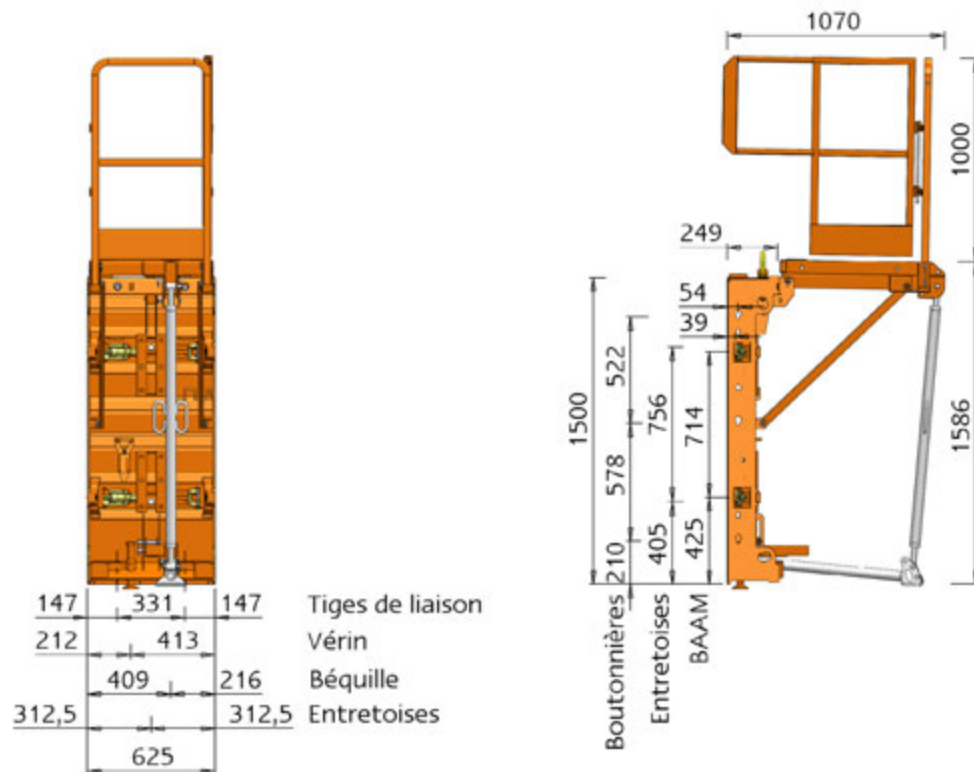 1070
1000
249
54
39
522
756
714
1500
1586
578
210
405
425
147 331 147 Tiges de liaison
212 413 Vérin
409 216 Béquille
312,5 312,5 Entretoises
625
Boutonnières
Entretoises
BAAM